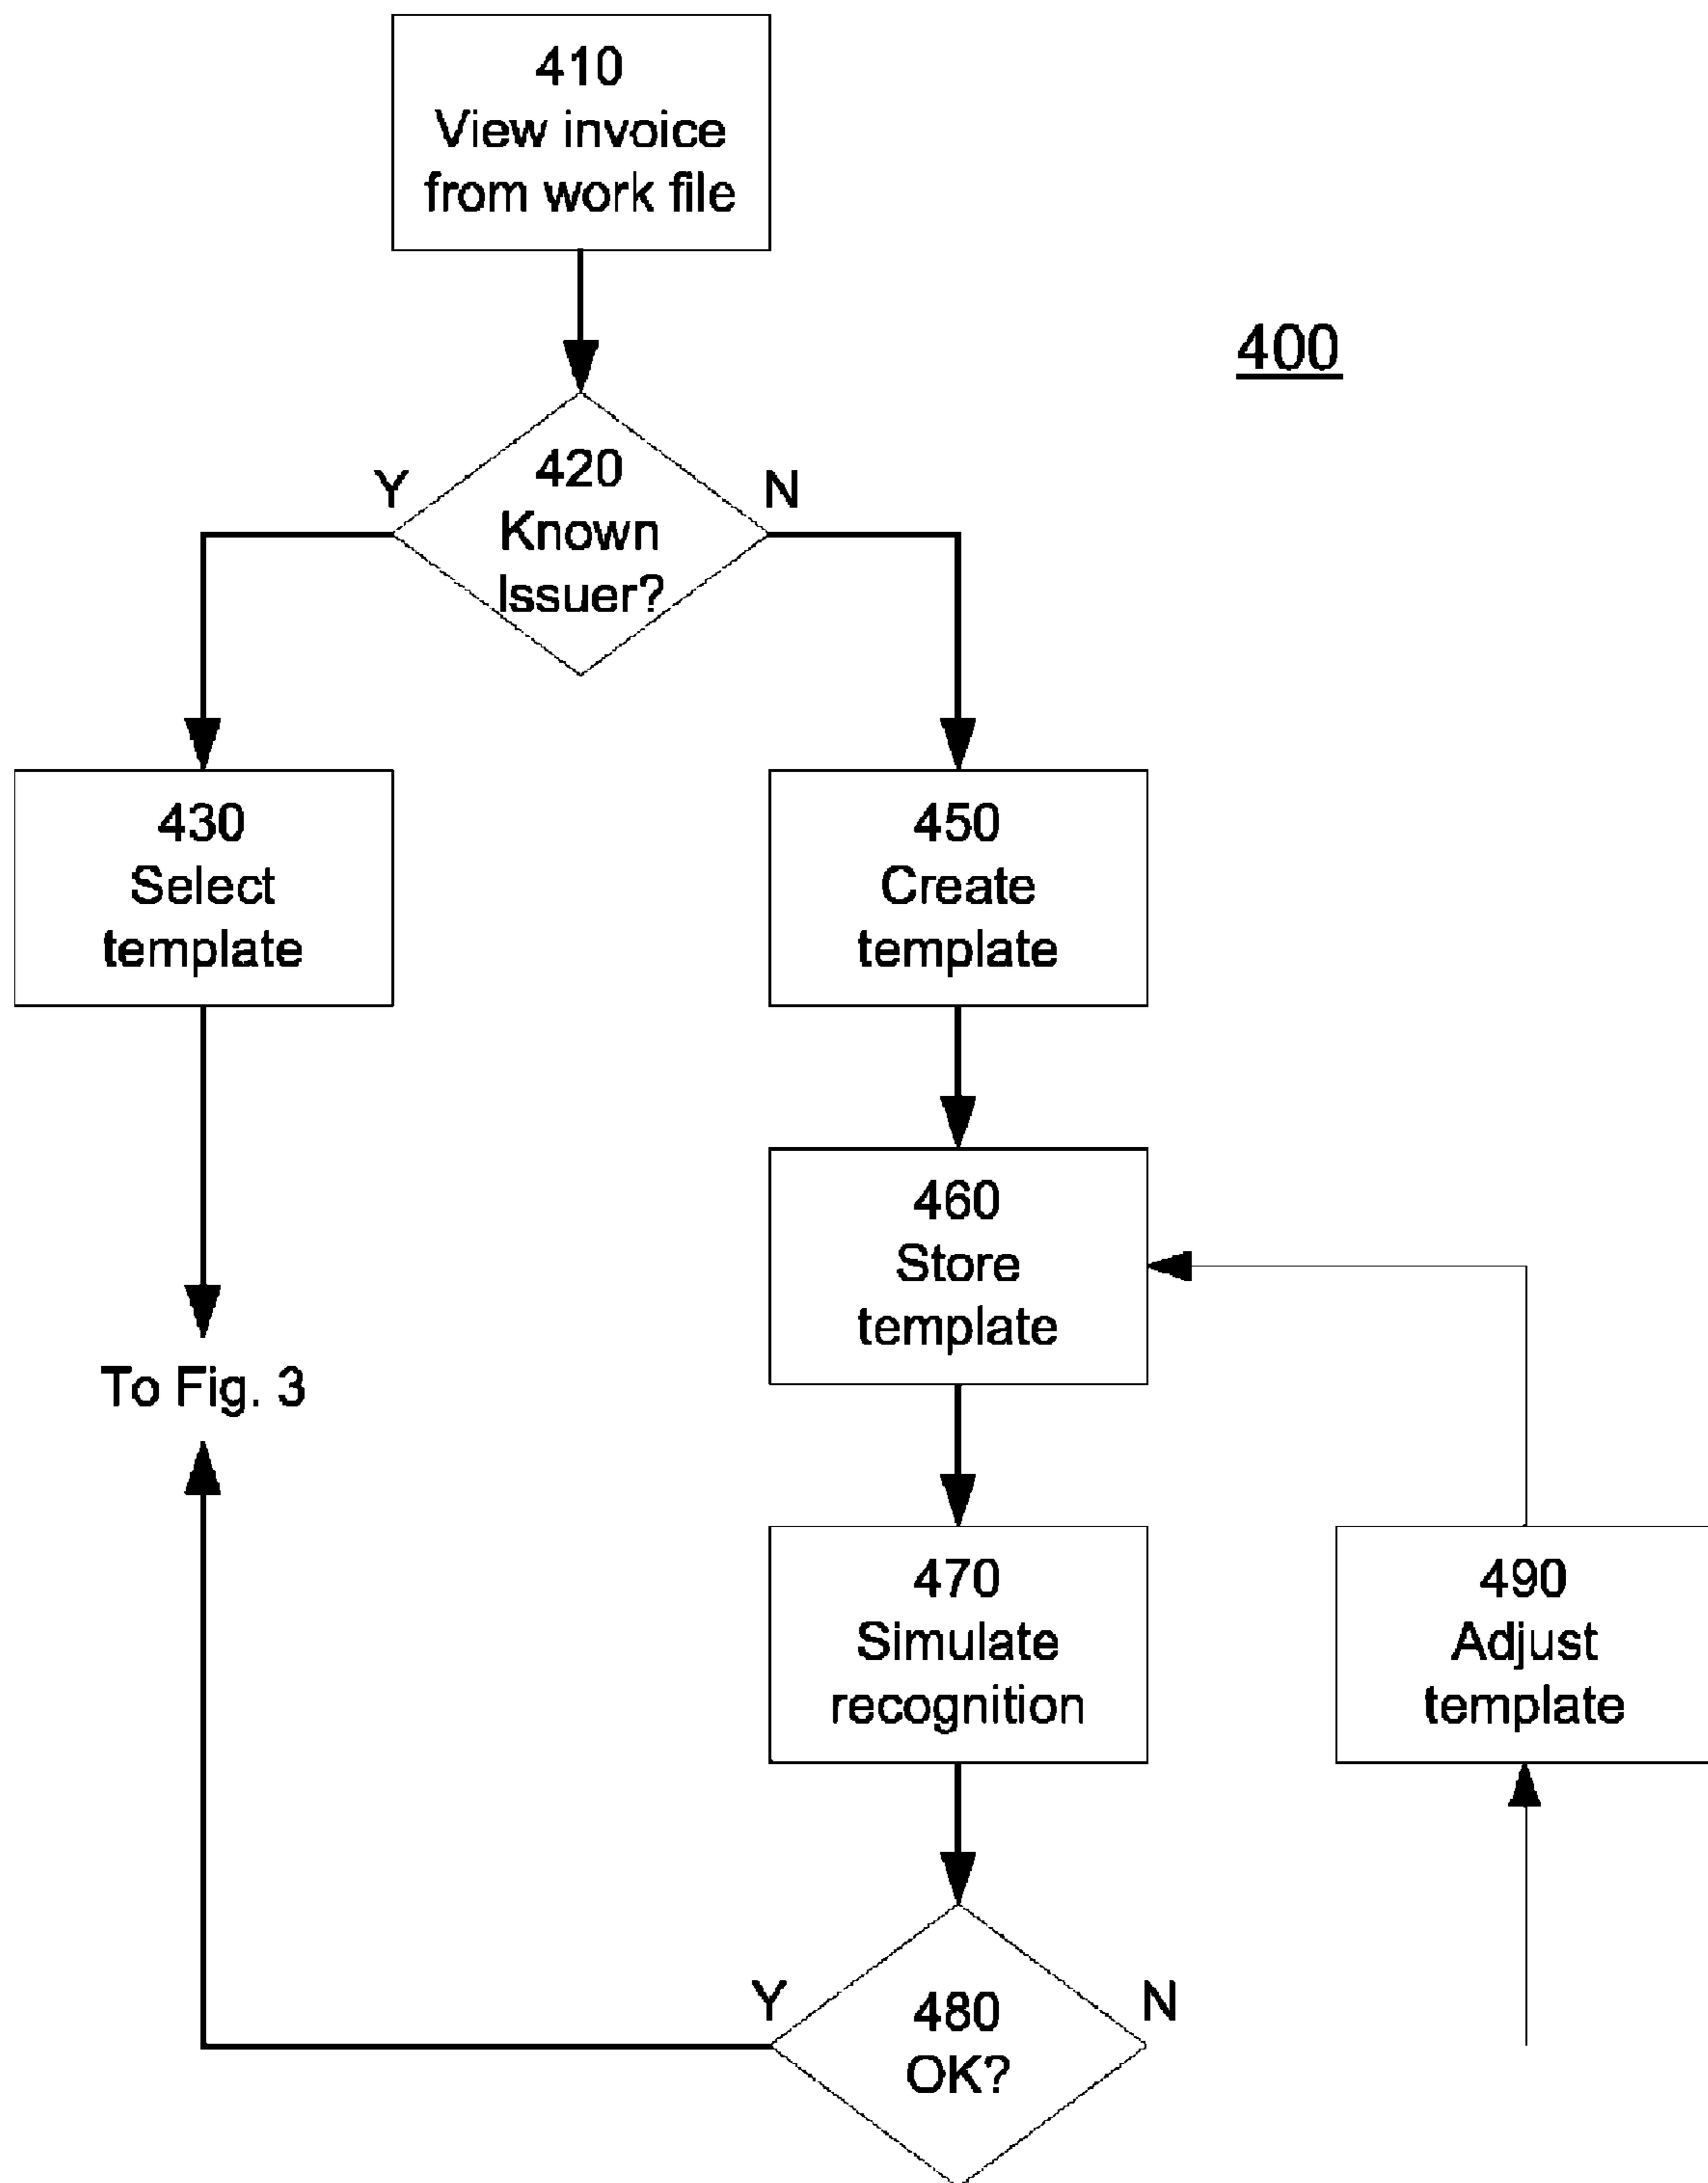 410
View invoice
from work file
400
420
Known
Issuer?
Y
N
430
Select
template
450
Create
template
460
Store
template
To Fig. 3
470
Simulate
recognition
490
Adjust
template
Y
N
480
OK?